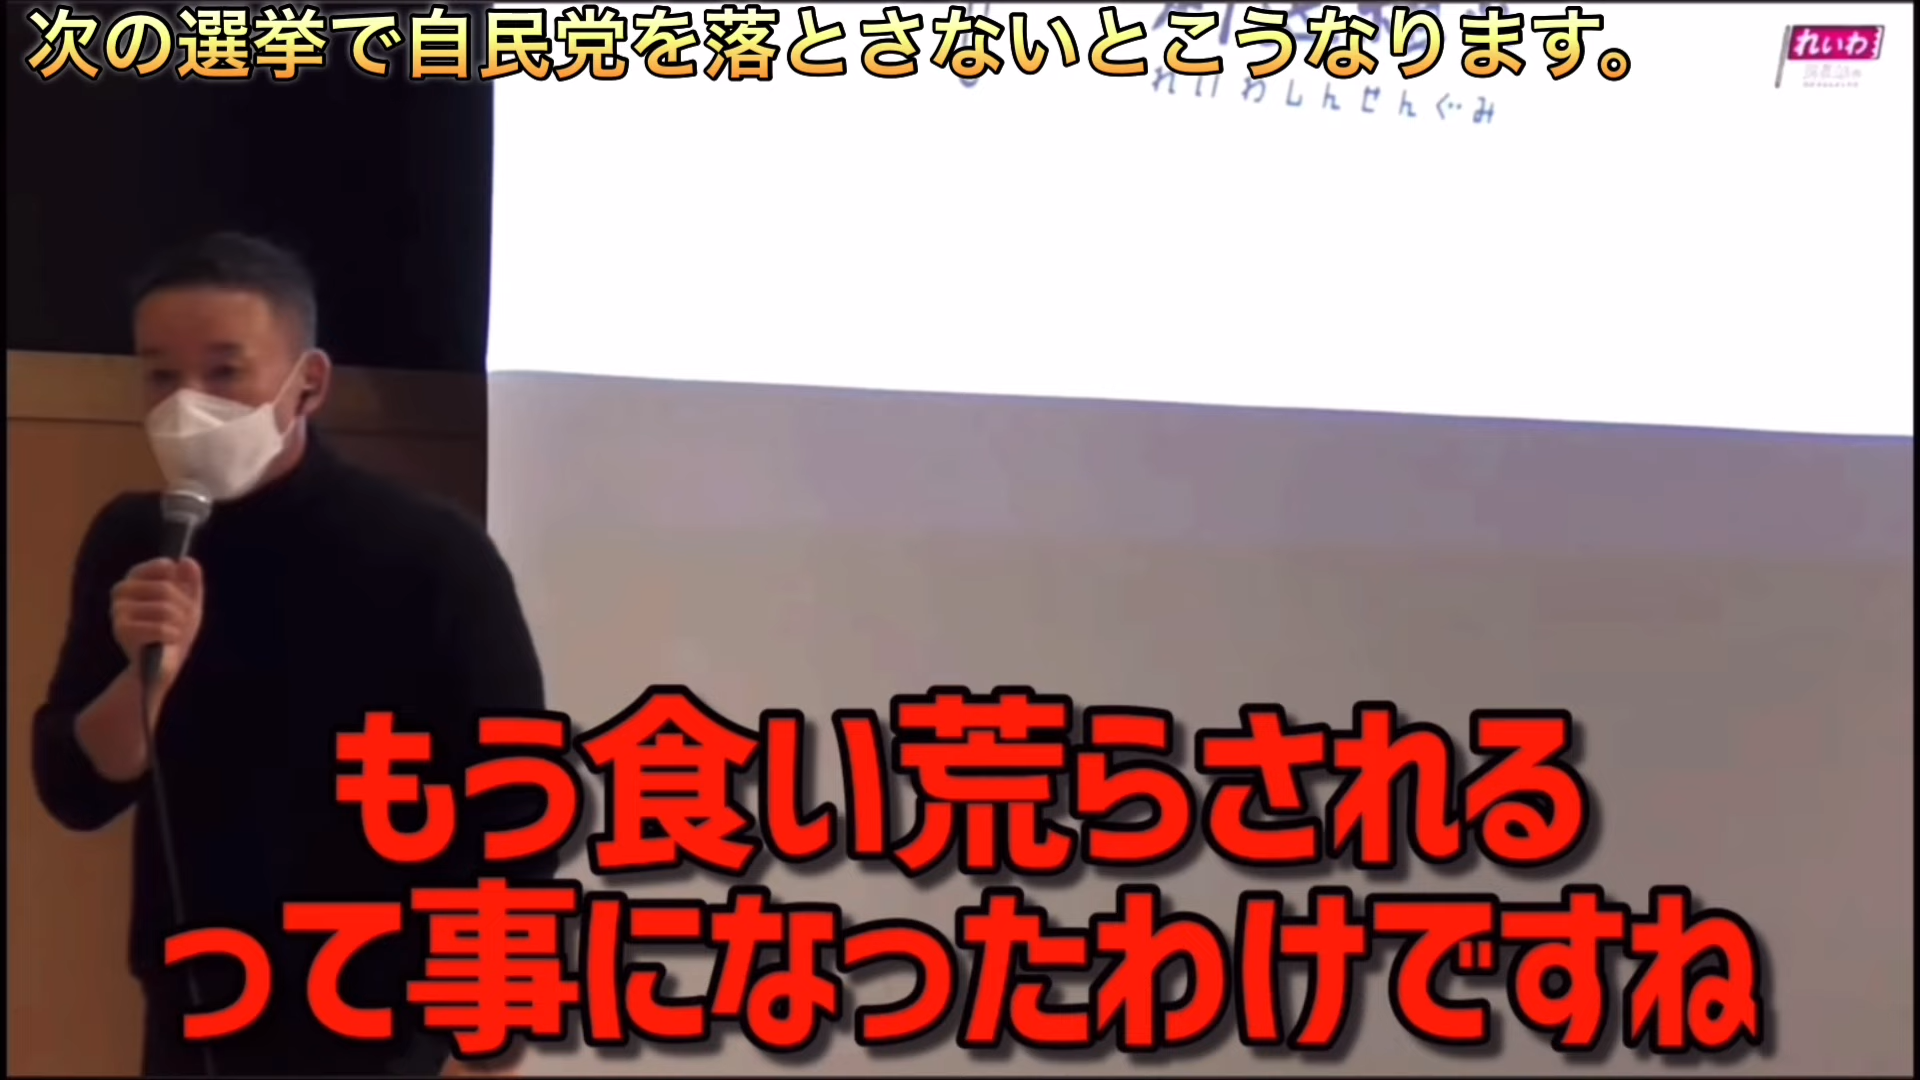 次の選挙で自民党を落とさないとこうなります。
れいわ
れいわしんせんぐみ
もう食い荒らされる
って事になったわけですね